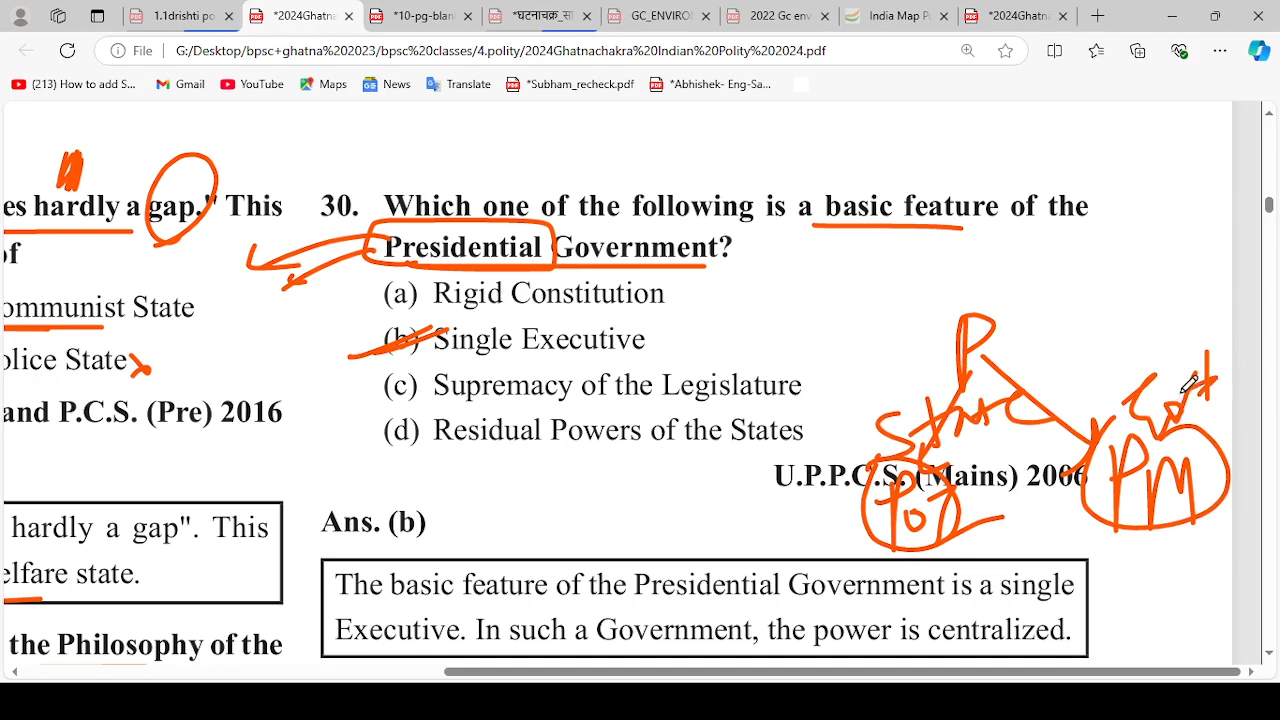 1.1drishti po
*2024Ghatna
*10-pg-blan
*घटनाचक्र_सा
GC_ENVIRO
2022 Gc env
India Map P
*2024Ghatna
File
G:/Desktop/bpsc+ghatna%202023/bpsc%20classes/4.polity/2024Ghatnachakra%20Indian%20Polity%202024.pdf
(213) How to add S...
Gmail
YouTube
Maps
News
Translate
*Subham_recheck.pdf
*Abhishek- Eng-Sa...
es hardly a gap." This
of
ommunist State
olice State
and P.C.S. (Pre) 2016
hardly a gap". This
elfare state.
the Philosophy of the
30. Which one of the following is a basic feature of the
Presidential Government?
(a) Rigid Constitution
(b) Single Executive
(c) Supremacy of the Legislature
(d) Residual Powers of the States
U.P.P.C.S. (Mains) 2006
Ans. (b)
The basic feature of the Presidential Government is a single
Executive. In such a Government, the power is centralized.
P
State
PM